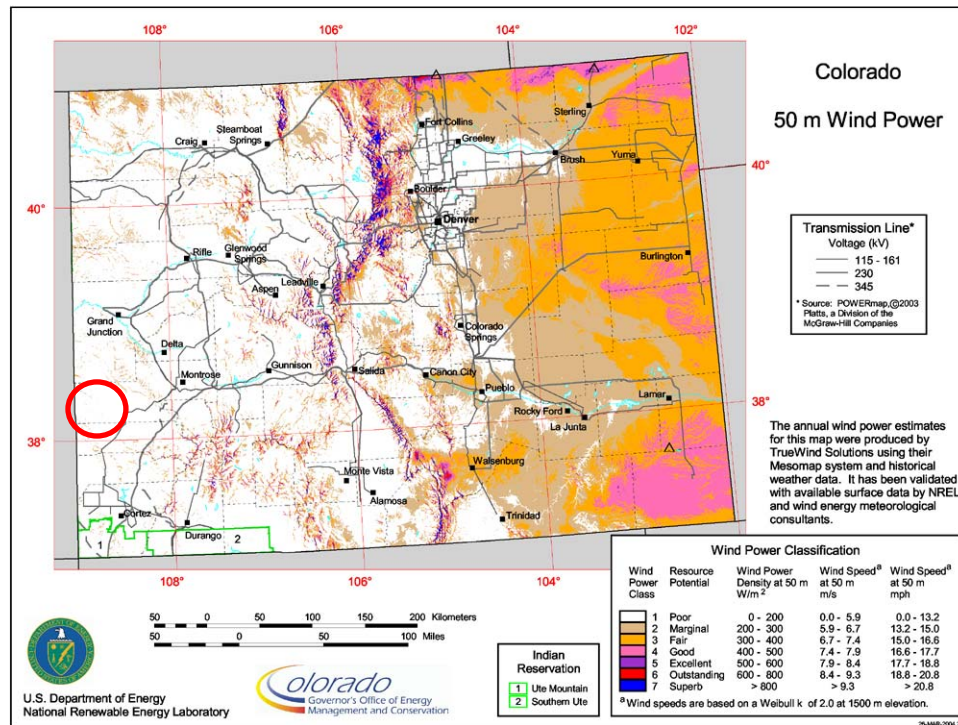 108°
106°
104°
102°
Colorado
50 m Wind Power
Sterling
Fort Collins
Steamboat
Springs
Craig
Greeley
Brush
Yuma
40°
Boulder
40°
Denver
Transmission Line*
Voltage (kV)
115 - 161
230
345
* Source: POWERmap,©2003
Platts, a Division of the
McGraw-Hill Companies
Rifle
Glenwood
Springs
Burlington
Leadville
Aspen
Grand
Junction
Colorado
Springs
Delta
Montrose
Gunnison
Salida
Canon City
Pueblo
Rocky Ford
La Junta
Lamar
38°
38°
The annual wind power estimates
for this map were produced by
TrueWind Solutions using their
Mesomap system and historical
weather data. It has been validated
with available surface data by NREL
and wind energy meteorological
consultants.
Walsenburg
Monte Vista
Alamosa
Trinidad
Cortez
Durango
1
2
108°
106°
104°
Wind Power Classification
Wind Power Class
Resource Potential
Wind Power Density at 50 m W/m²
Wind Speedᵃ at 50 m m/s
Wind Speedᵃ at 50 m mph
1 Poor 0 - 200 0.0 - 5.9 0.0 - 13.2
2 Marginal 200 - 300 5.9 - 6.7 13.2 - 15.0
3 Fair 300 - 400 6.7 - 7.4 15.0 - 16.6
4 Good 400 - 500 7.4 - 7.9 16.6 - 17.7
5 Excellent 500 - 600 7.9 - 8.4 17.7 - 18.8
6 Outstanding 600 - 800 8.4 - 9.3 18.8 - 20.8
7 Superb > 800 > 9.3 > 20.8
ᵃ Wind speeds are based on a Weibull k of 2.0 at 1500 m elevation.
50 0 50 100 150 200 Kilometers
50 0 50 100 Miles
Indian
Reservation
1 Ute Mountain
2 Southern Ute
U.S. Department of Energy
National Renewable Energy Laboratory
Colorado
Governor's Office of Energy
Management and Conservation